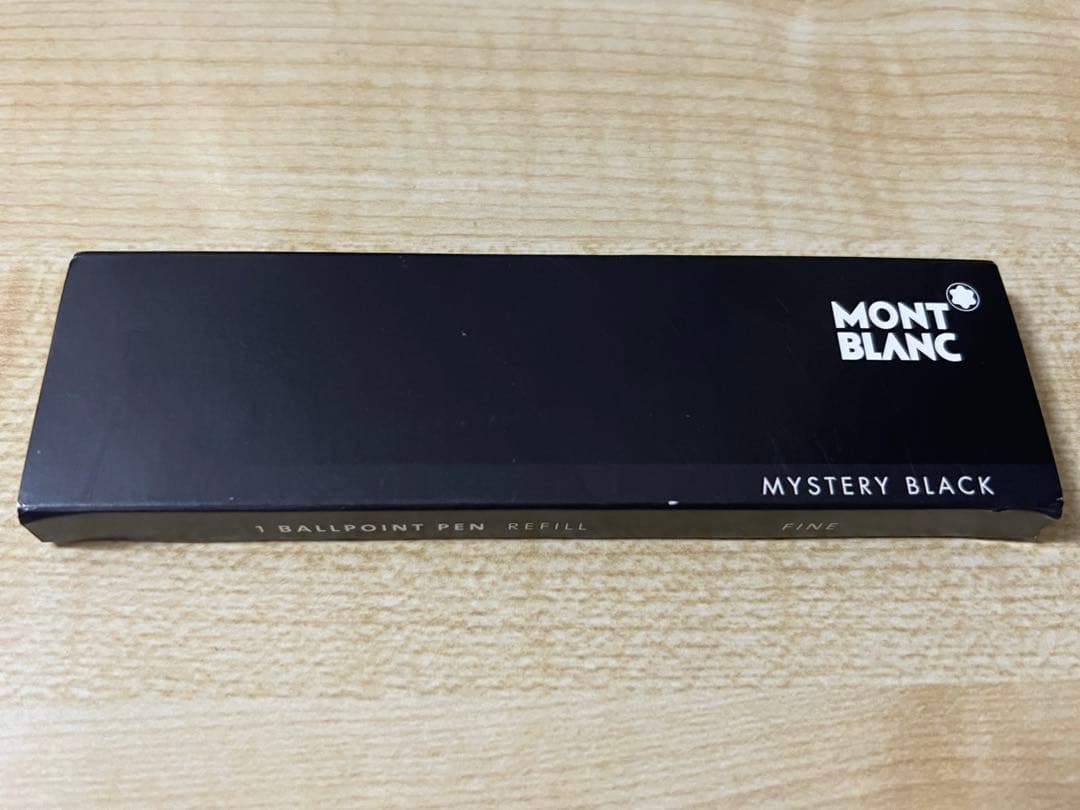 MONT
BLANC
MYSTERY BLACK
1 BALLPOINT PEN REFILL FINE